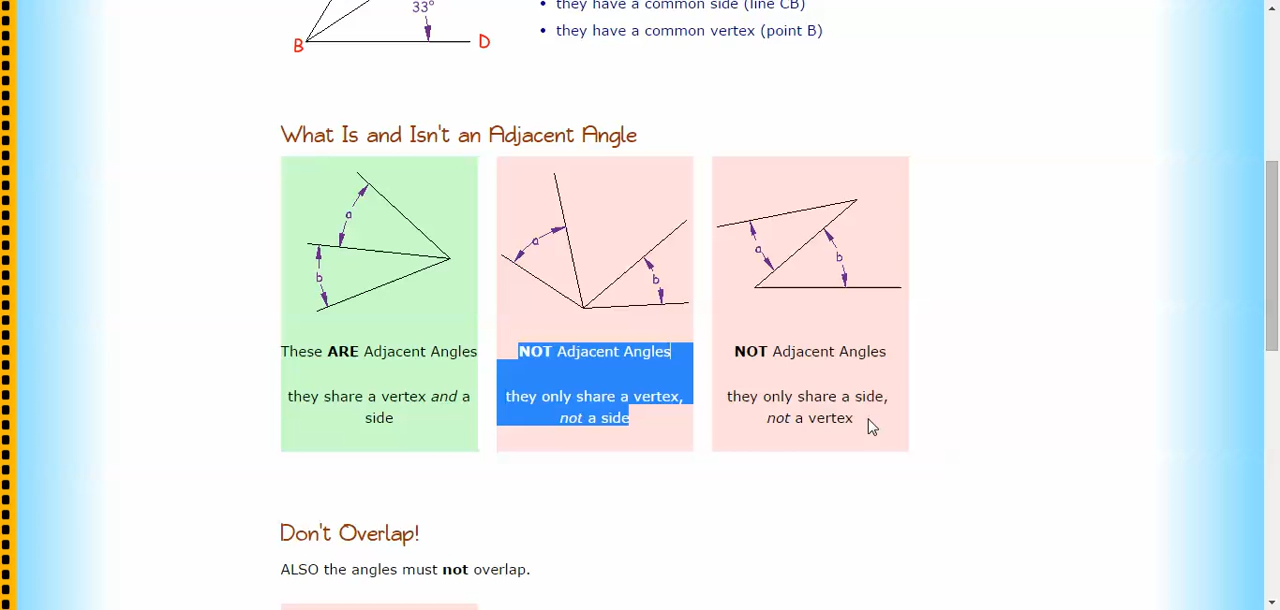 33°
B
D
• they have a common side (line CB)
• they have a common vertex (point B)
What Is and Isn't an Adjacent Angle
a
b
These ARE Adjacent Angles
they share a vertex and a
side
a
b
NOT Adjacent Angles
they only share a vertex,
not a side
a
b
NOT Adjacent Angles
they only share a side,
not a vertex
Don't Overlap!
ALSO the angles must not overlap.